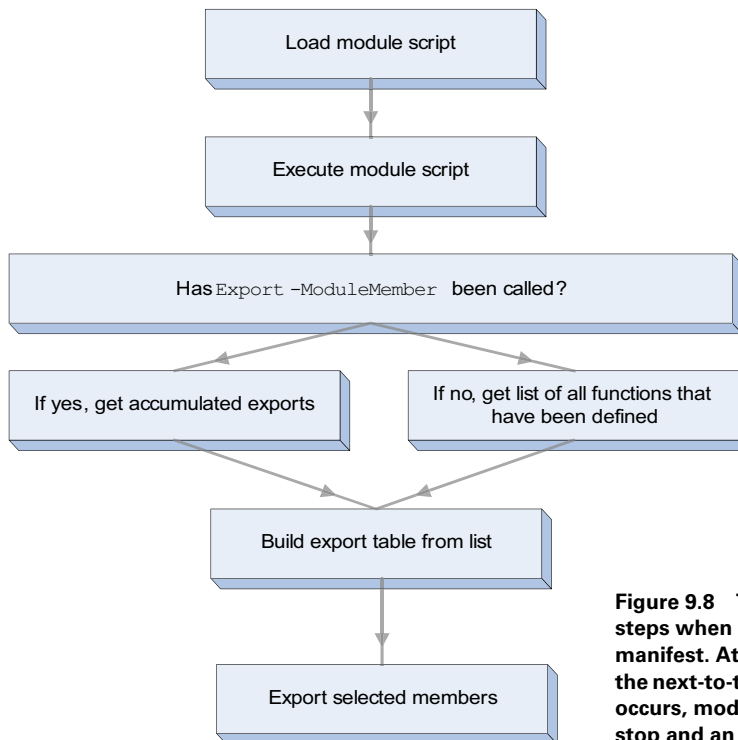 Load module script
Execute module script
Has Export -ModuleMember been called?
If yes, get accumulated exports
If no, get list of all functions that
have been defined
Build export table from list
Export selected members
Figure 9.8
steps when
manifest. At
the next-to-t
occurs, mod
stop and an